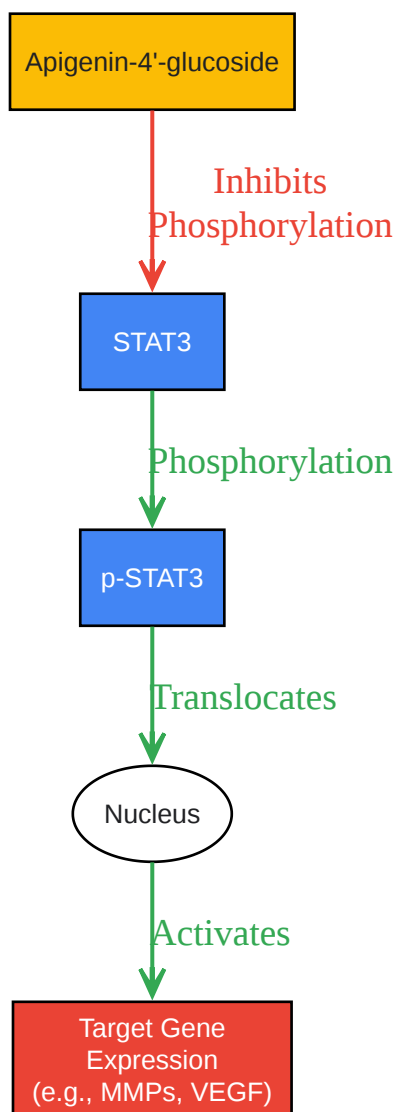 Apigenin-4'-glucoside
Inhibits
Phosphorylation
STAT3
Phosphorylation
p-STAT3
Translocates
Nucleus
Activates
Target Gene
Expression
(e.g., MMPs, VEGF)